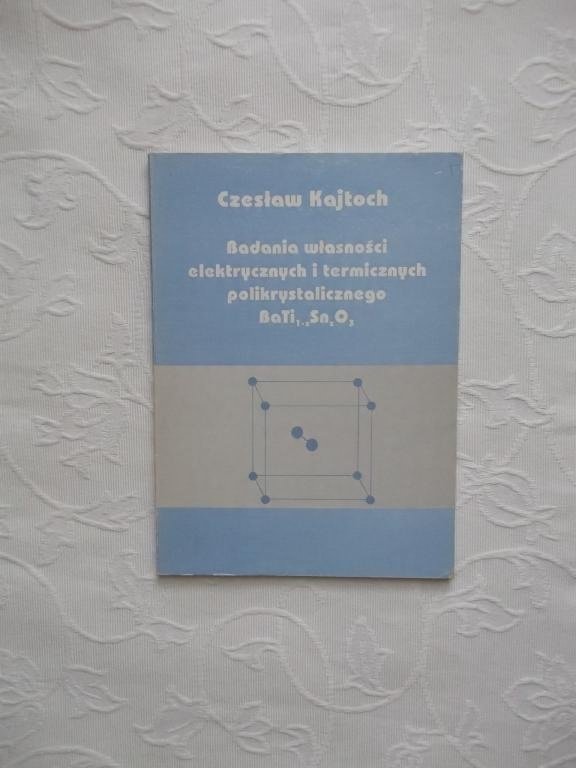 Czesław Kajtoch
Badania własności
elektrycznych i termicznych
polikrystalicznego
BaTi₁₋ₓSnₓO₃